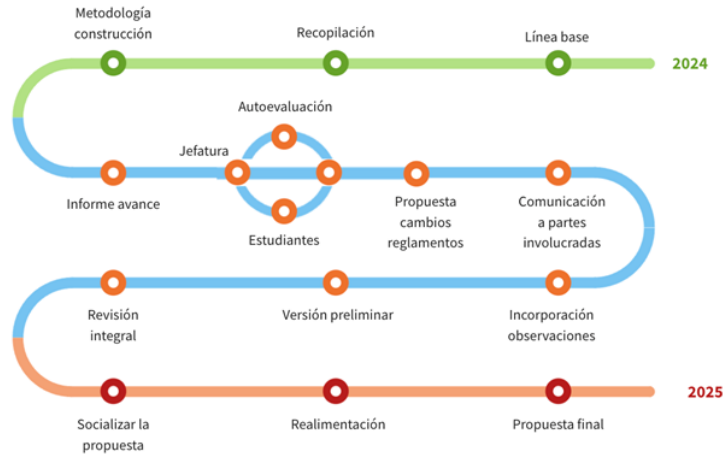 Metodología
construcción
Recopilación
Línea base
2024
Autoevaluación
Jefatura
Informe avance
Estudiantes
Propuesta
cambios
reglamentos
Comunicación
a partes
involucradas
Revisión
integral
Versión preliminar
Incorporación
observaciones
2025
Socializar la
propuesta
Realimentación
Propuesta final